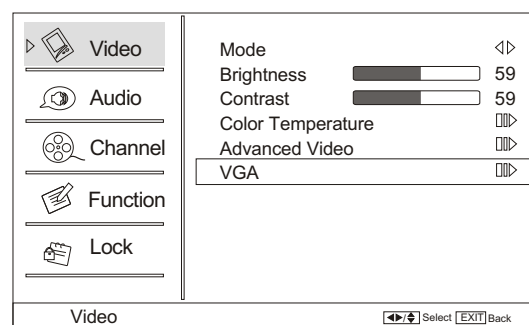 Video
Audio
Channel
Function
Lock
Mode
Brightness 59
Contrast 59
Color Temperature
Advanced Video
VGA
Video
/ Select EXIT Back